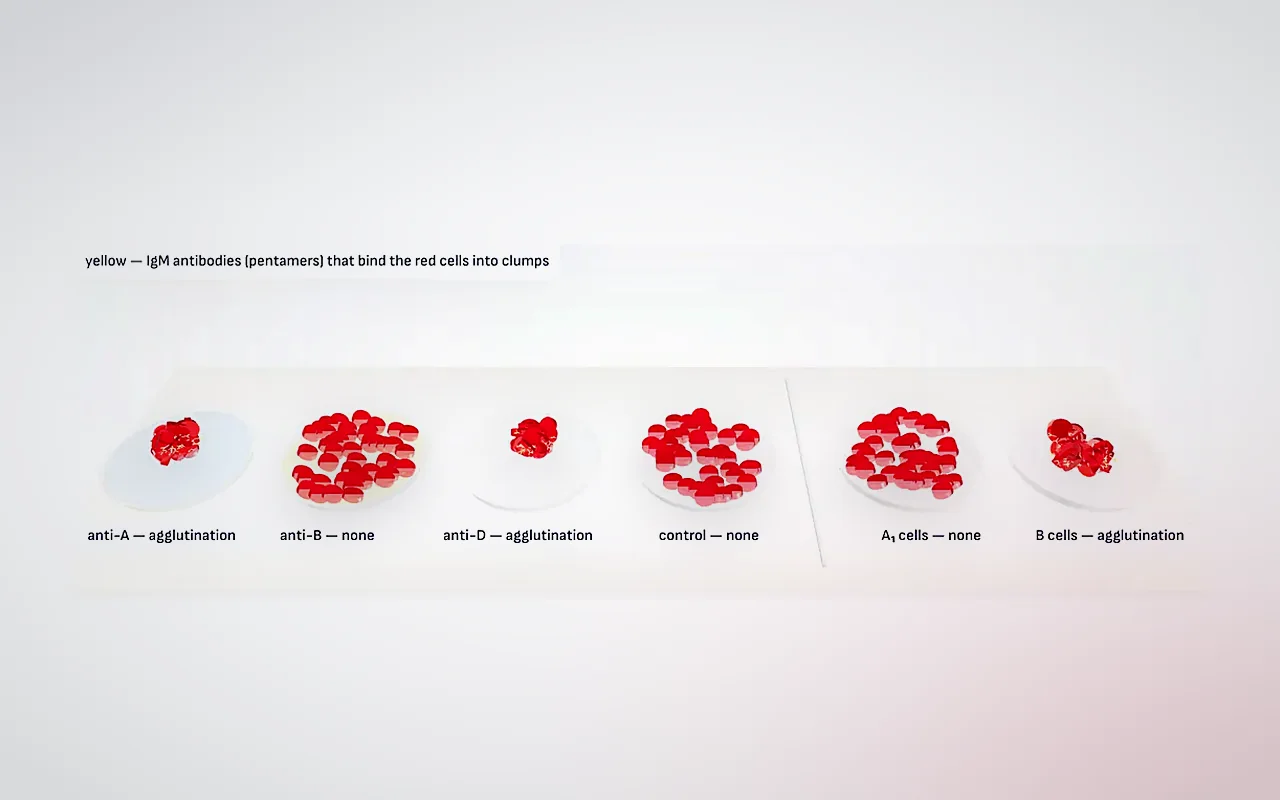 yellow — IgM antibodies (pentamers) that bind the red cells into clumps
anti-A — agglutination
anti-B — none
anti-D — agglutination
control — none
A₁ cells — none
B cells — agglutination